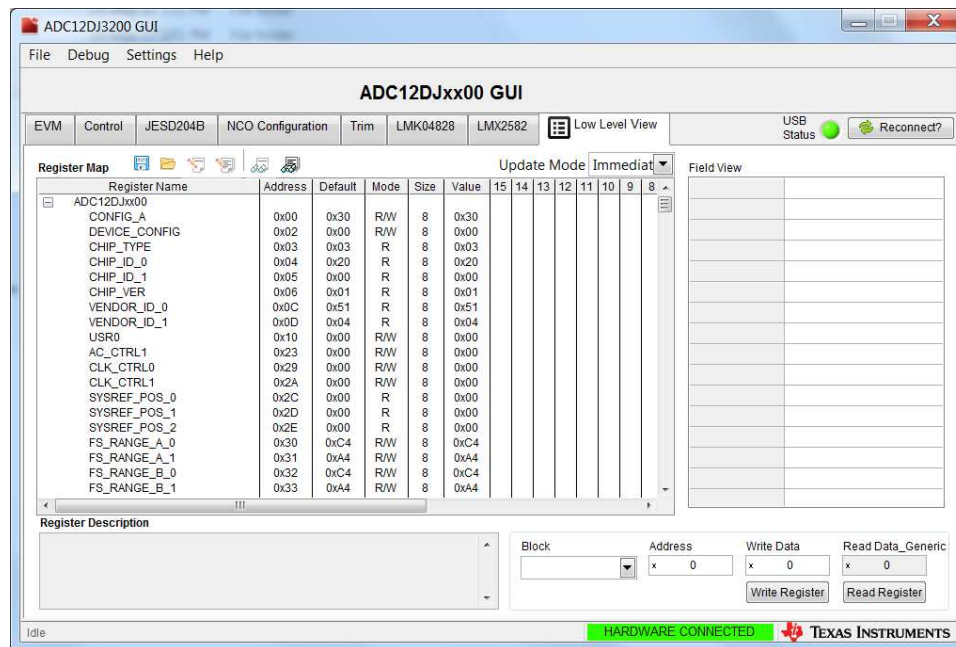 ADC12DJ3200 GUI
File Debug Settings Help
ADC12DJxx00 GUI
EVM Control JESD204B NCO Configuration Trim LMK04828 LMX2582 Low Level View USB Status Reconnect?
Register Map Update Mode Immediat Field View
Register Name Address Default Mode Size Value 15 14 13 12 11 10 9 8
ADC12DJxx00
CONFIG_A 0x00 0x30 R/W 8 0x30
DEVICE_CONFIG 0x02 0x00 R/W 8 0x00
CHIP_TYPE 0x03 0x03 R 8 0x03
CHIP_ID_0 0x04 0x20 R 8 0x20
CHIP_ID_1 0x05 0x00 R 8 0x00
CHIP_VER 0x06 0x01 R 8 0x01
VENDOR_ID_0 0x0C 0x51 R 8 0x51
VENDOR_ID_1 0x0D 0x04 R 8 0x04
USR0 0x10 0x00 R/W 8 0x00
AC_CTRL1 0x23 0x00 R/W 8 0x00
CLK_CTRL0 0x29 0x00 R/W 8 0x00
CLK_CTRL1 0x2A 0x00 R/W 8 0x00
SYSREF_POS_0 0x2C 0x00 R 8 0x00
SYSREF_POS_1 0x2D 0x00 R 8 0x00
SYSREF_POS_2 0x2E 0x00 R 8 0x00
FS_RANGE_A_0 0x30 0xC4 R/W 8 0xC4
FS_RANGE_A_1 0x31 0xA4 R/W 8 0xA4
FS_RANGE_B_0 0x32 0xC4 R/W 8 0xC4
FS_RANGE_B_1 0x33 0xA4 R/W 8 0xA4
Register Description
Block Address Write Data Read Data_Generic
x 0 x 0 x 0
Write Register Read Register
Idle HARDWARE CONNECTED TEXAS INSTRUMENTS